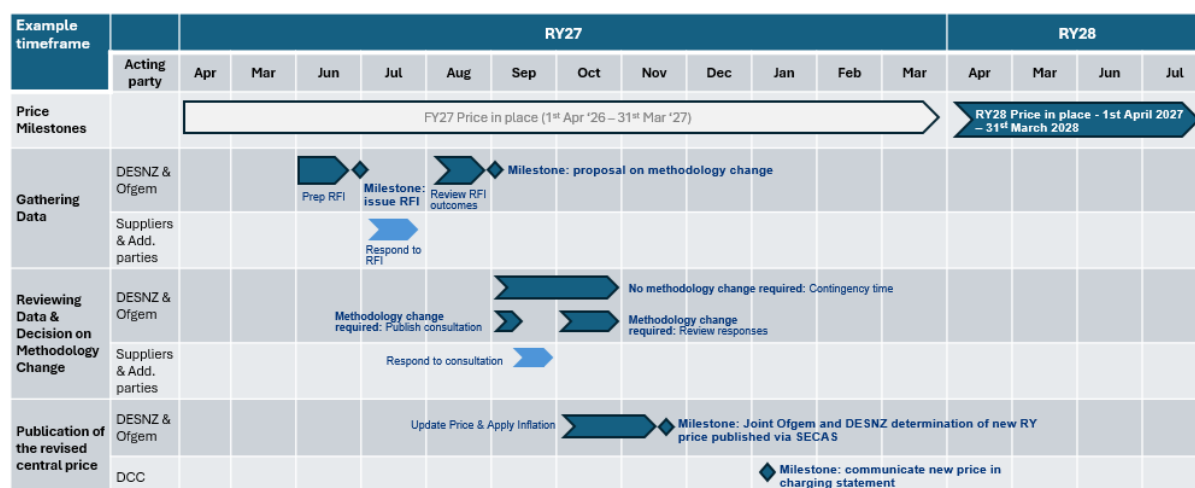 Example timeframe
RY27
RY28
Acting party
Apr Mar Jun Jul Aug Sep Oct Nov Dec Jan Feb Mar Apr Mar Jun Jul
Price Milestones
FY27 Price in place (1st Apr ‘26 – 31st Mar ‘27)
RY28 Price in place - 1st April 2027
– 31st March 2028
Gathering Data
DESNZ & Ofgem
Prep RFI
Milestone:
issue RFI
Review RFI
outcomes
Milestone: proposal on methodology change
Suppliers
& Add.
parties
Respond to
RFI
Reviewing
Data &
Decision on
Methodology
Change
DESNZ &
Ofgem
No methodology change required: Contingency time
Methodology change
required: Publish consultation
Methodology change
required: Review responses
Suppliers
& Add.
parties
Respond to consultation
Publication of
the revised
central price
DESNZ &
Ofgem
Update Price & Apply Inflation
Milestone: Joint Ofgem and DESNZ determination of new RY
price published via SECAS
DCC
Milestone: communicate new price in
charging statement